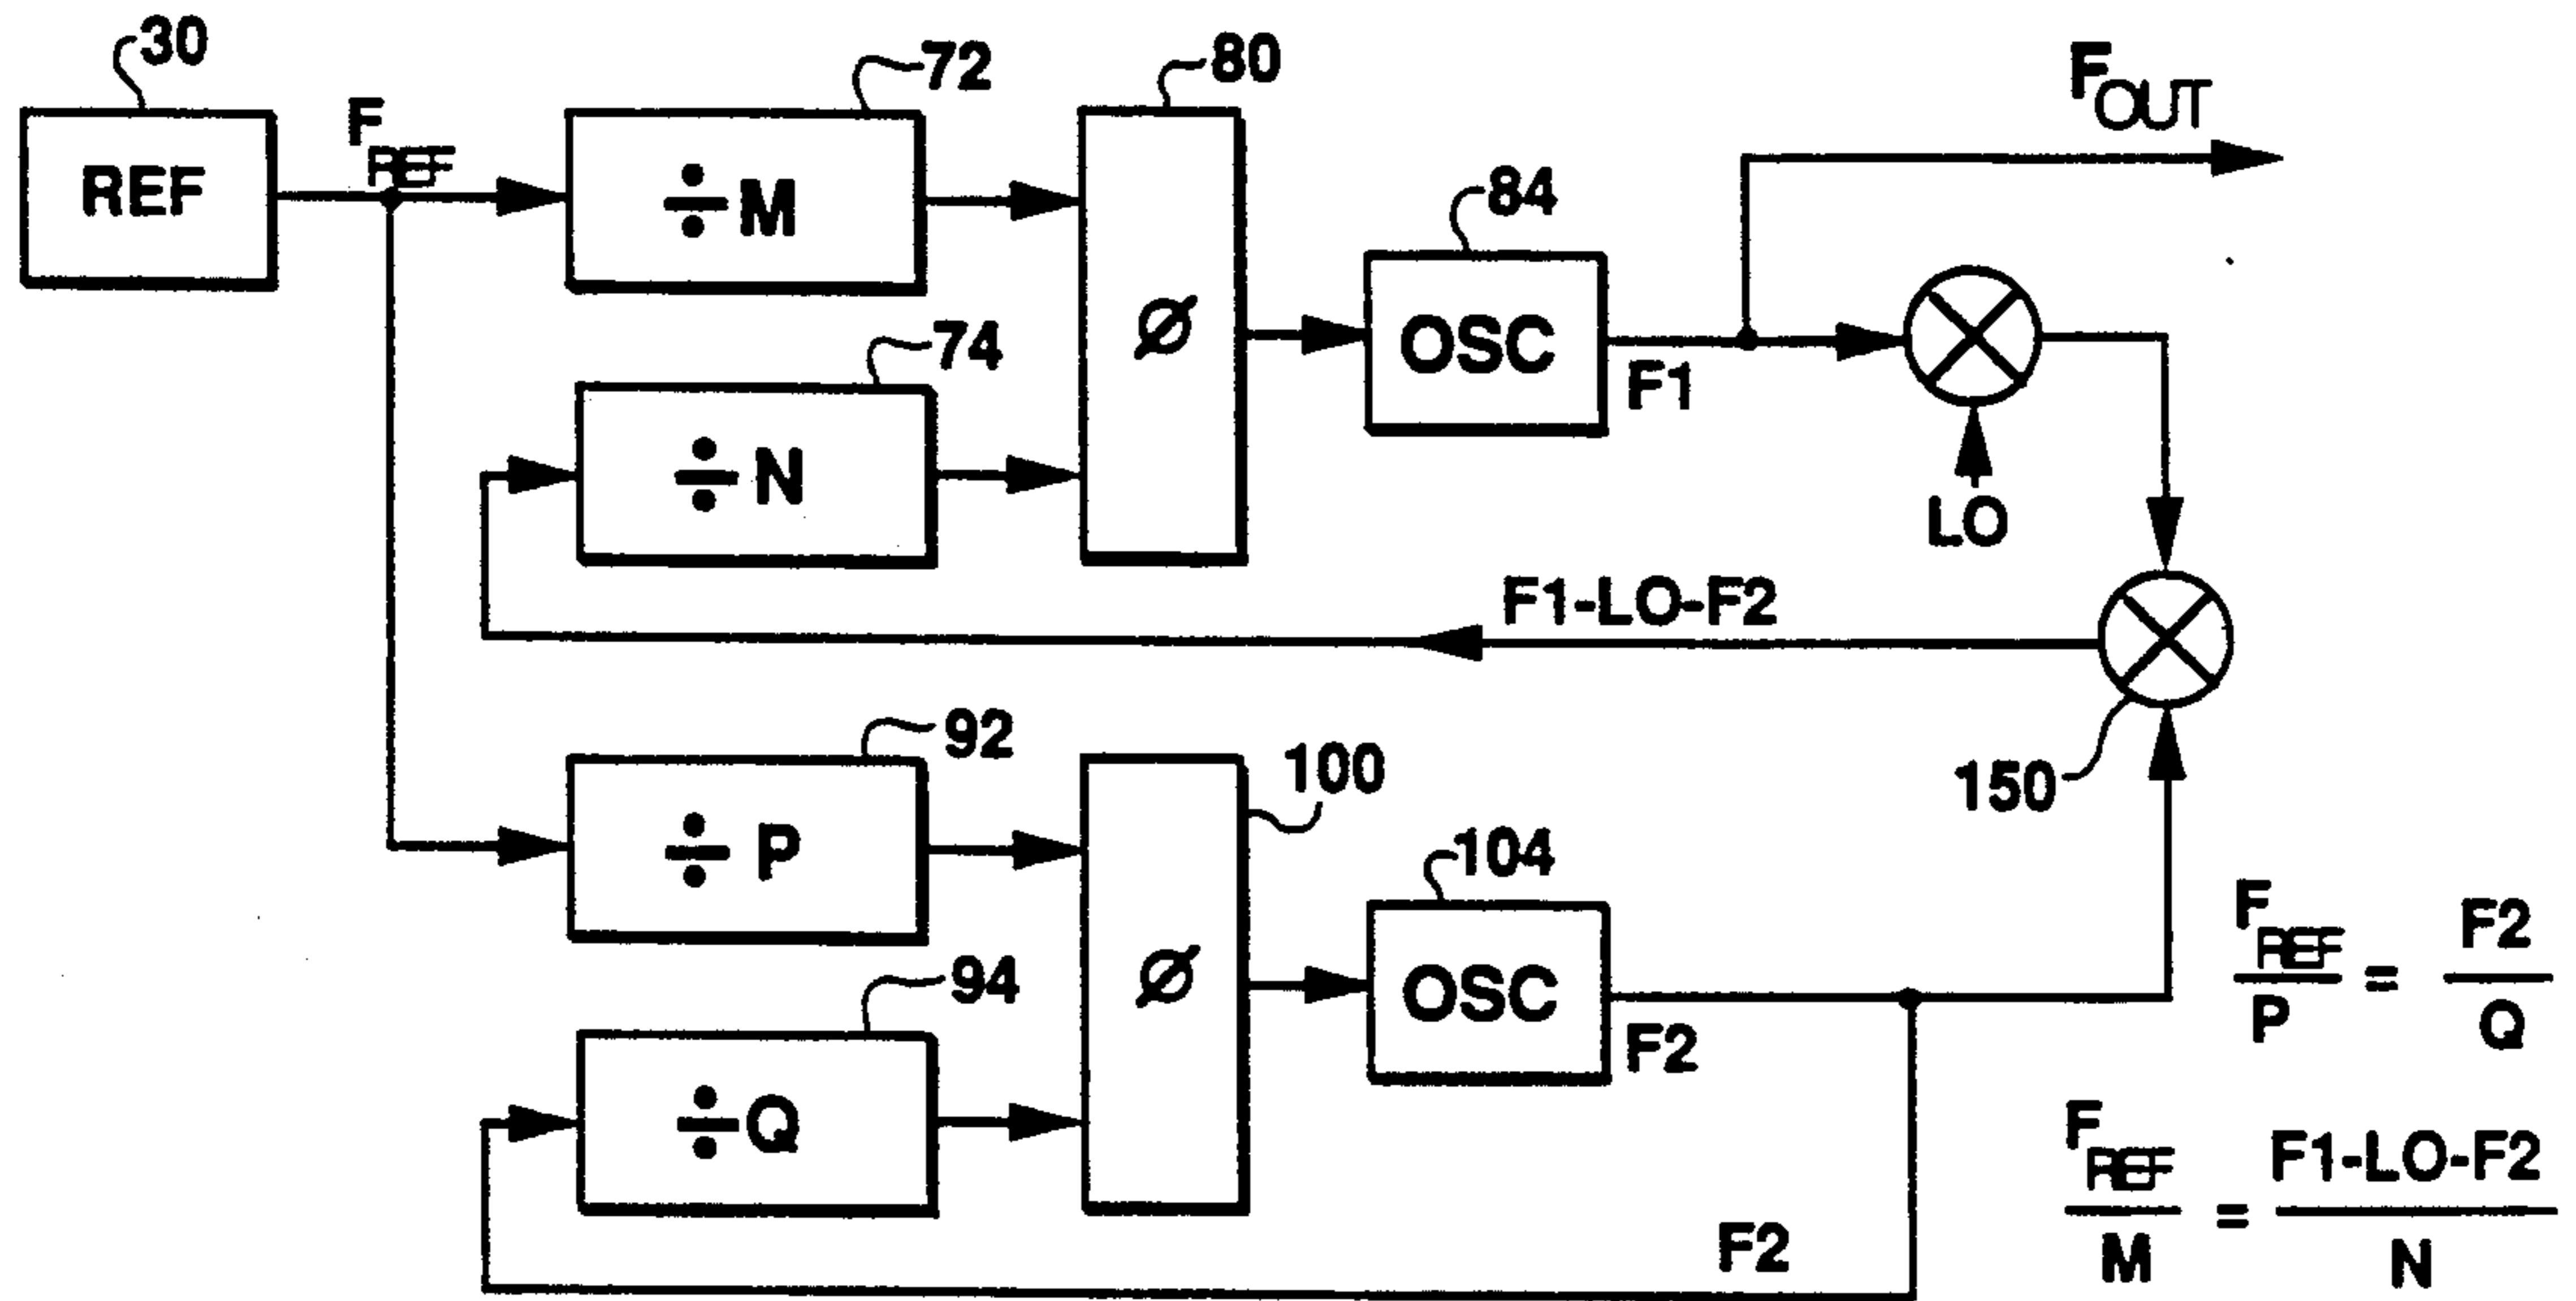 30
72
80
F_OUT
REF
F_REF
÷ M
84
74
Ø
OSC
F1
÷ N
LO
F1-LO-F2
92
100
150
÷ P
104
94
Ø
OSC
F2
÷ Q
F2
F_REF / P = F2 / Q
F_REF / M = F1-LO-F2 / N